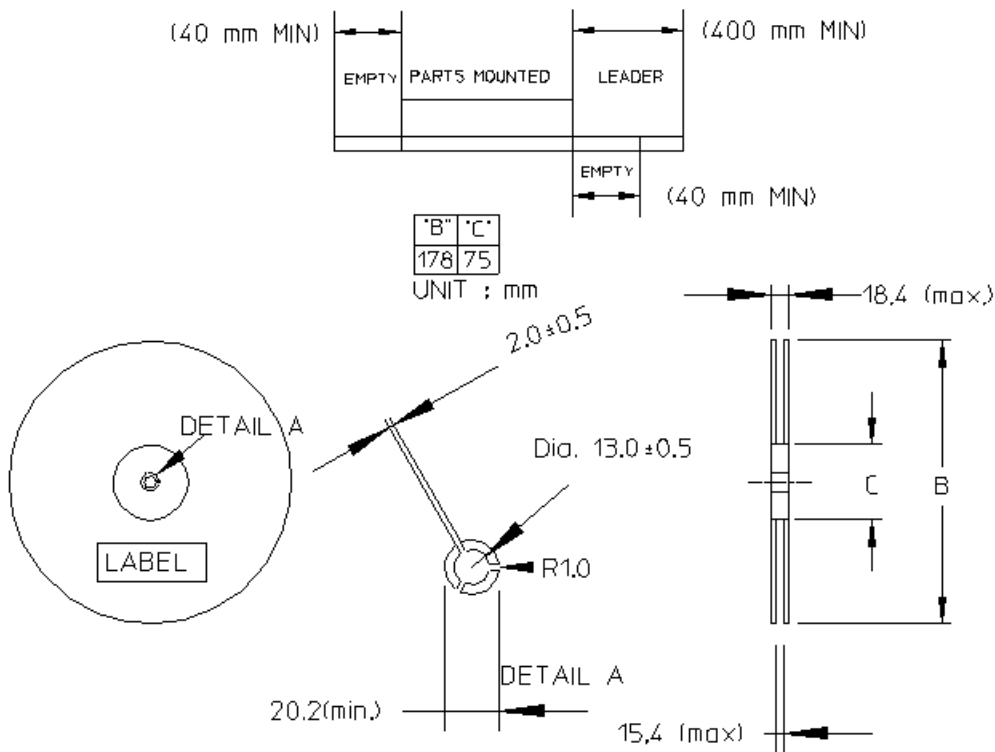 (40 mm MIN) (400 mm MIN)
EMPTY PARTS MOUNTED LEADER
EMPTY
(40 mm MIN)
"B" "C"
178 75
UNIT ; mm
18,4 (max,)
2.0±0.5
DETAIL A
Dia. 13.0±0.5
C B
LABEL
R1.0
DETAIL A
20.2(min.)
15,4 (max)